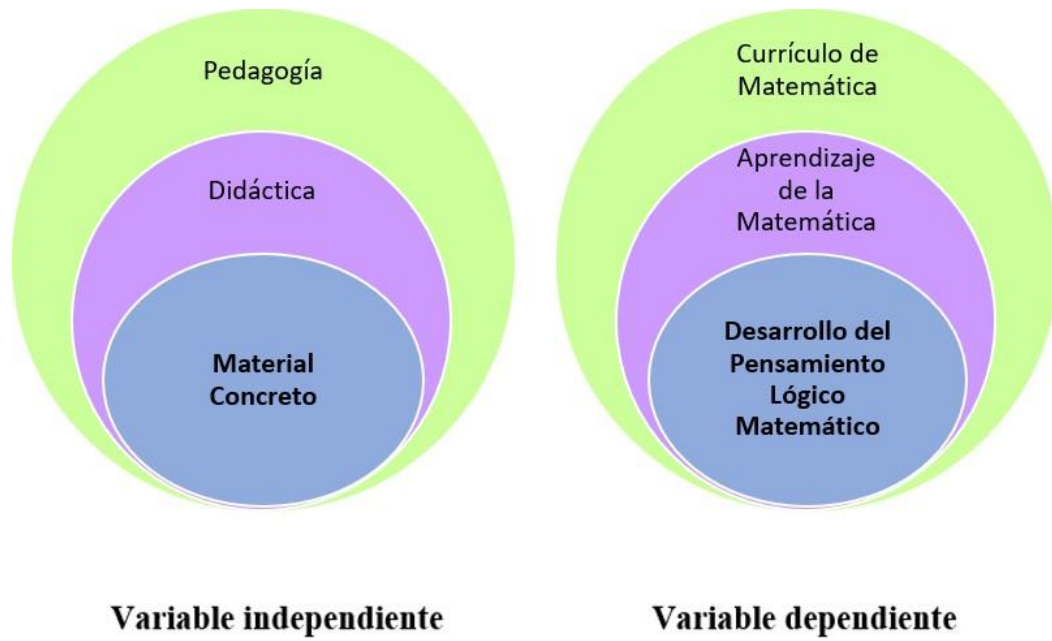 Pedagogía
Didáctica
Material
Concreto
Currículo de
Matemática
Aprendizaje
de la
Matemática
Desarrollo del
Pensamiento
Lógico
Matemático
Variable independiente
Variable dependiente